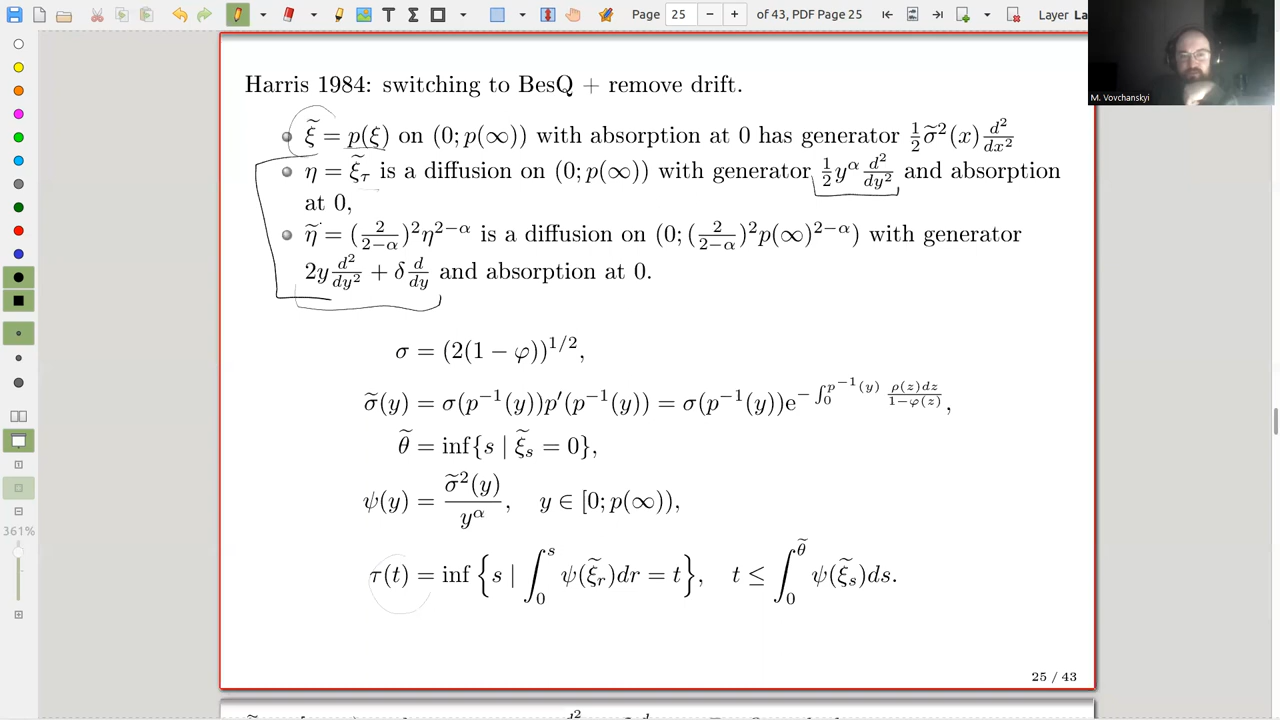 Page 25 of 43, PDF Page 25 Layer La
M. Vovchanskyi
Harris 1984: switching to BesQ + remove drift.
ξ̃ = p(ξ) on (0; p(∞)) with absorption at 0 has generator ½σ̃²(x) d²/dx²
η = ξ̃_τ is a diffusion on (0; p(∞)) with generator ½y^α d²/dy² and absorption
at 0,
η̃ = (2/(2−α))²η^{2−α} is a diffusion on (0; (2/(2−α))²p(∞)^{2−α}) with generator
2y d²/dy² + δ d/dy and absorption at 0.
σ = (2(1 − φ))^{1/2},
σ̃(y) = σ(p^{−1}(y))p′(p^{−1}(y)) = σ(p^{−1}(y))e^{−∫_0^{p^{−1}(y)} ρ(z)dz/(1−φ(z))},
θ̃ = inf{s | ξ̃_s = 0},
ψ(y) = σ̃²(y)/y^α, y ∈ [0; p(∞)),
τ(t) = inf {s | ∫_0^s ψ(ξ̃_r)dr = t}, t ≤ ∫_0^θ̃ ψ(ξ̃_s)ds.
25 / 43
361%